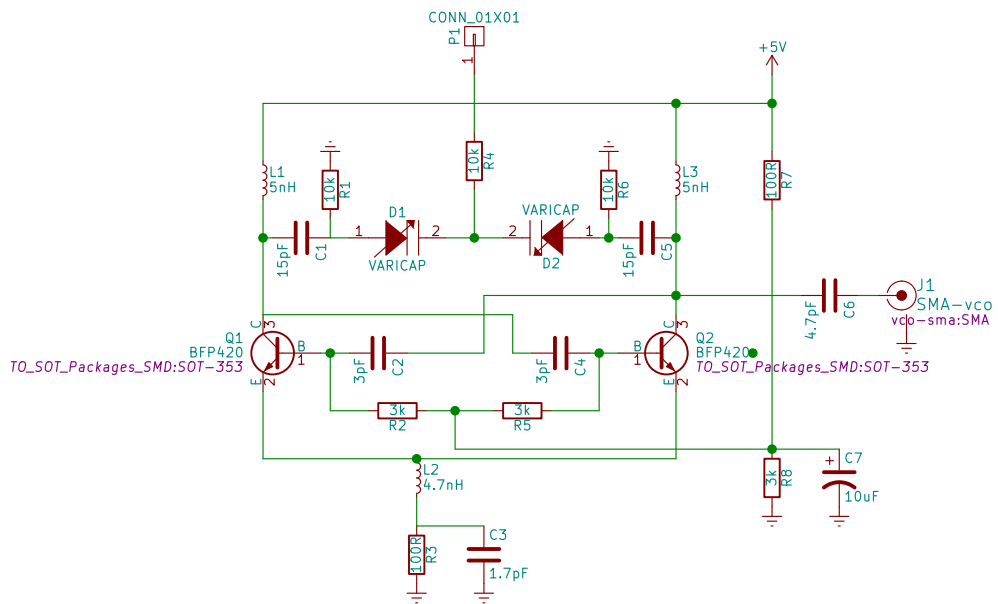 CONN_01X01
P1
1
+5V
L1
5nH
10k
R1
10k
R4
10k
R6
L3
5nH
100R
R7
D1
VARICAP
1
2
VARICAP
2
1
D2
15pF
C1
15pF
C5
J1
SMA-vco
vco-sma:SMA
4.7pF
C6
Q1
BFP420
TO_SOT_Packages_SMD:SOT-353
C
3
B
1
E
2
3pF
C2
3pF
C4
C
3
B
1
E
2
Q2
BFP420
TO_SOT_Packages_SMD:SOT-353
3k
R2
3k
R5
L2
4.7nH
3k
R8
+
C7
10uF
100R
R3
C3
1.7pF